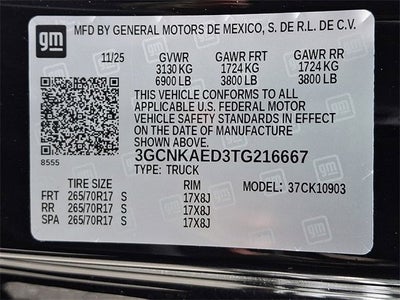 gm MFD BY GENERAL MOTORS DE MEXICO, S. DE R.L. DE C.V.
11/25 GVWR GAWR FRT GAWR RR
3130 KG 1724 KG 1724 KG
6900 LB 3800 LB 3800 LB
THIS VEHICLE CONFORMS TO ALL
APPLICABLE U.S. FEDERAL MOTOR
VEHICLE SAFETY STANDARDS IN EFFECT
ON THE DATE OF MANUFACTURE
SHOWN ABOVE.
8555 3GCNKAED3TG216667
TYPE: TRUCK
TIRE SIZE RIM MODEL: 37CK10903
FRT 265/70R17 S 17X8J
RR 265/70R17 S 17X8J
SPA 265/70R17 S 17X8J